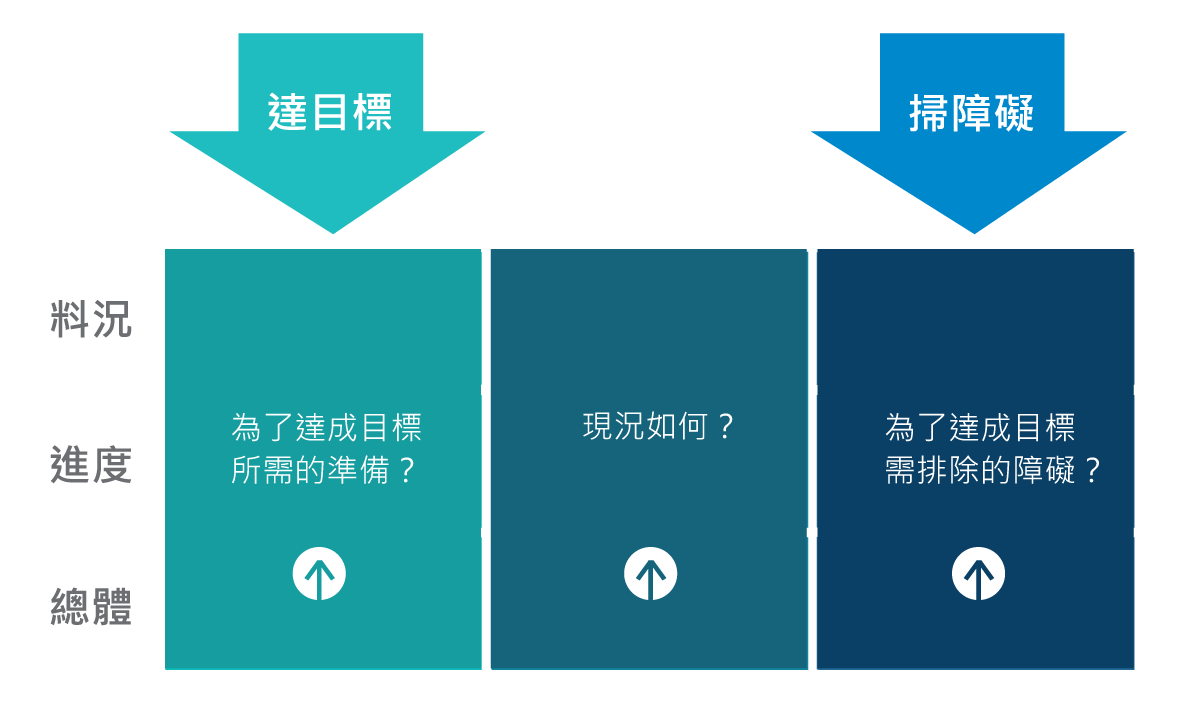 達目標
掃障礙
料況
進度
總體
為了達成目標
所需的準備？
現況如何？
為了達成目標
需排除的障礙？